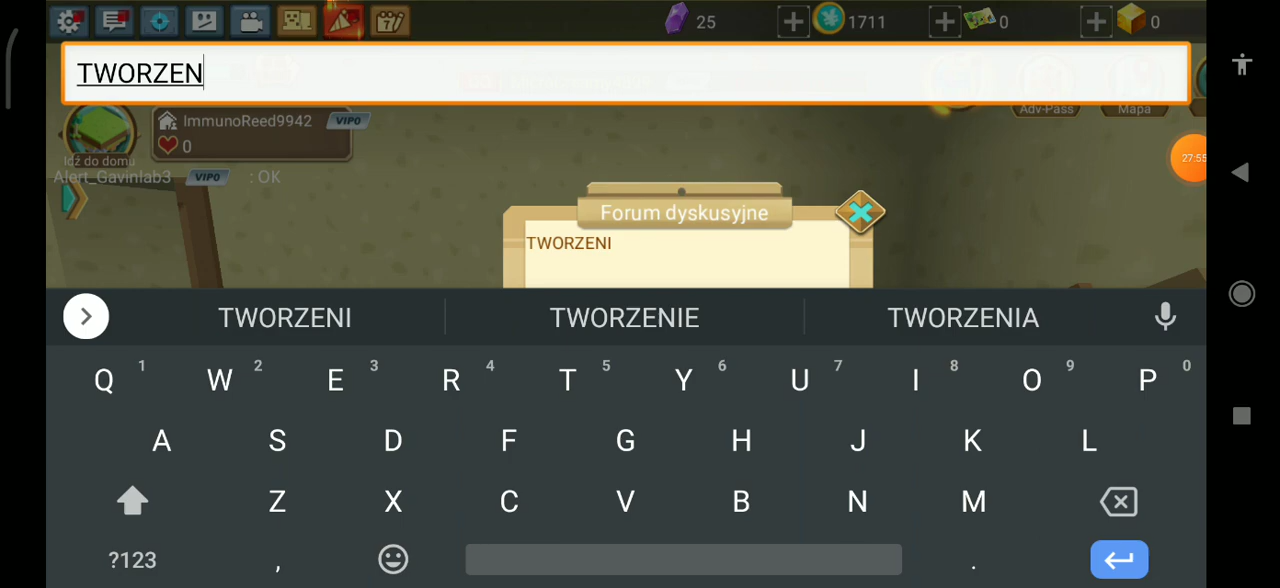 25 1711 0 0
TWORZEN
Adv-Pass Mapa
ImmunoReed9942 VIP0
0
27:55
Idź do domu
Alert_Gavinlab3 VIP0 : OK
Forum dyskusyjne
TWORZENI
TWORZENI TWORZENIE TWORZENIA
Q 1 W 2 E 3 R 4 T 5 Y 6 U 7 I 8 O 9 P 0
A S D F G H J K L
Z X C V B N M
?123 , .